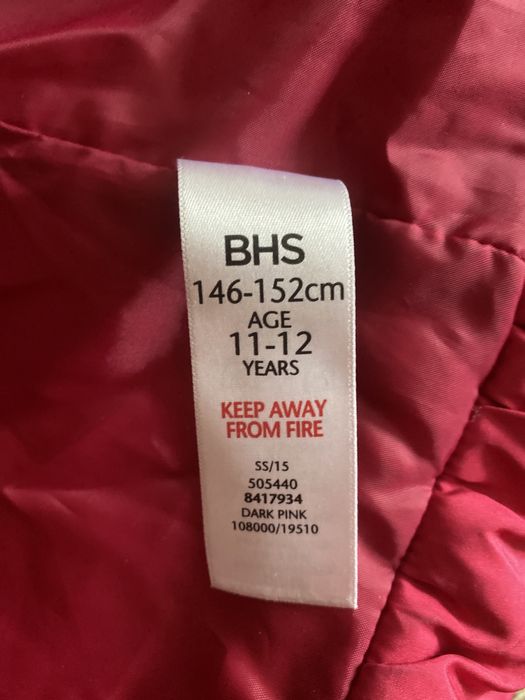 BHS
146-152cm
AGE
11-12
YEARS
KEEP AWAY
FROM FIRE
SS/15
505440
8417934
DARK PINK
108000/19510